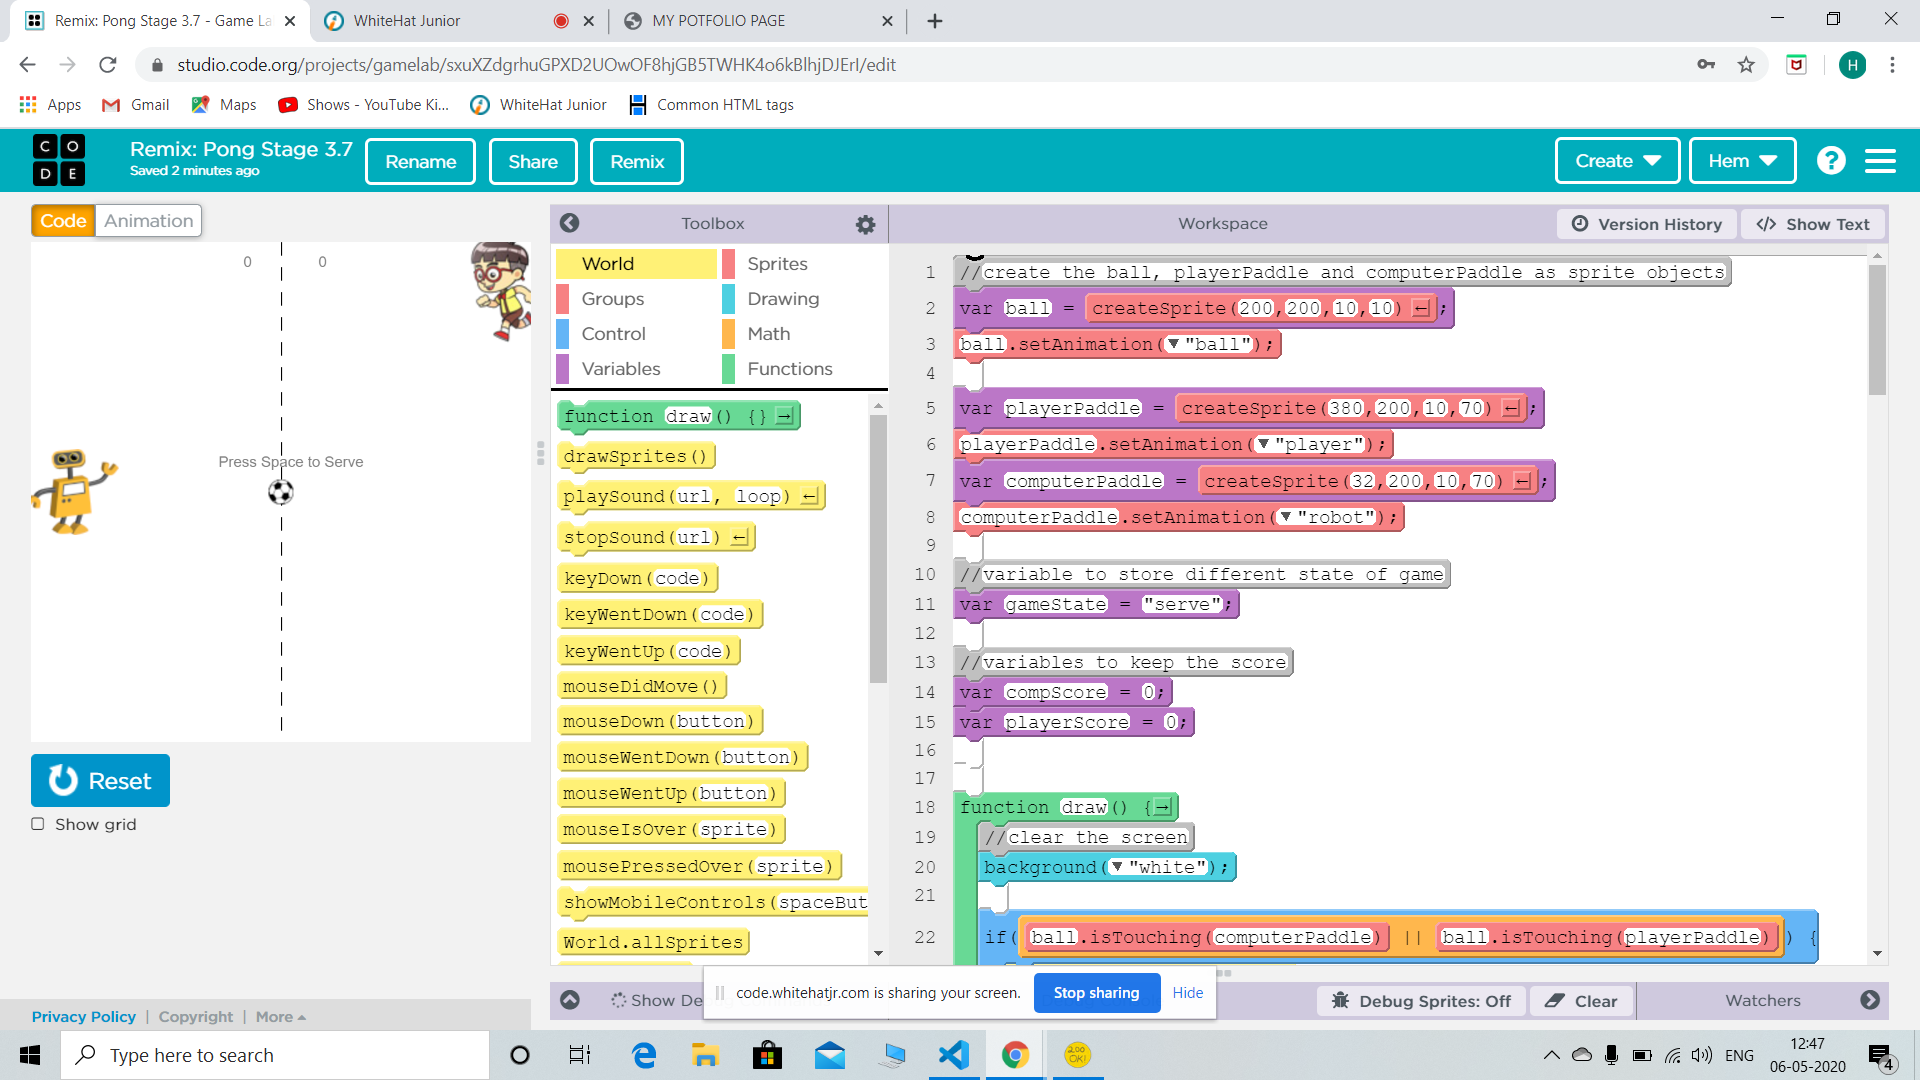 Remix: Pong Stage 3.7 - Game La
WhiteHat Junior
MY POTFOLIO PAGE
studio.code.org/projects/gamelab/sxuXZdgrhuGPXD2UOwOF8hjGB5TWHK4o6kBlhjDJErI/edit
H
Apps
Gmail
Maps
Shows - YouTube Ki...
WhiteHat Junior
Common HTML tags
C O D E
Remix: Pong Stage 3.7
Saved 2 minutes ago
Rename
Share
Remix
Create
Hem
?
Code
Animation
Toolbox
Workspace
Version History
</> Show Text
0 0
Press Space to Serve
Reset
Show grid
World
Sprites
Groups
Drawing
Control
Math
Variables
Functions
function draw() {}
drawSprites()
playSound(url, loop)
stopSound(url)
keyDown(code)
keyWentDown(code)
keyWentUp(code)
mouseDidMove()
mouseDown(button)
mouseWentDown(button)
mouseWentUp(button)
mouseIsOver(sprite)
mousePressedOver(sprite)
showMobileControls(spaceBut
World.allSprites
1 //create the ball, playerPaddle and computerPaddle as sprite objects
2 var ball = createSprite(200,200,10,10);
3 ball.setAnimation("ball");
4
5 var playerPaddle = createSprite(380,200,10,70);
6 playerPaddle.setAnimation("player");
7 var computerPaddle = createSprite(32,200,10,70);
8 computerPaddle.setAnimation("robot");
9
10 //variable to store different state of game
11 var gameState = "serve";
12
13 //variables to keep the score
14 var compScore = 0;
15 var playerScore = 0;
16
17
18 function draw() {
19 //clear the screen
20 background("white");
21
22 if(ball.isTouching(computerPaddle) || ball.isTouching(playerPaddle)) {
Show De
code.whitehatjr.com is sharing your screen.
Stop sharing
Hide
Debug Sprites: Off
Clear
Watchers
Privacy Policy | Copyright | More
Type here to search
ENG
12:47
06-05-2020
4